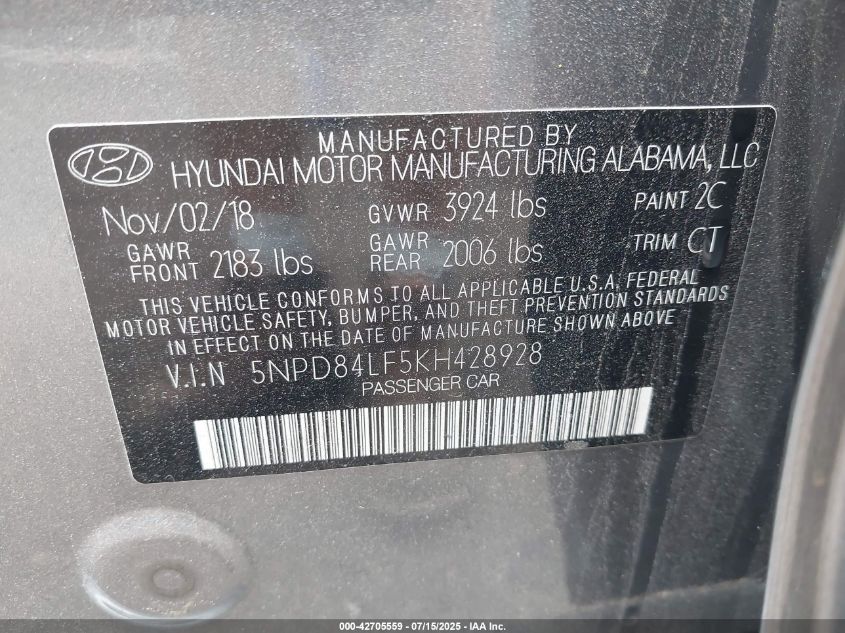 MANUFACTURED BY
HYUNDAI MOTOR MANUFACTURING ALABAMA, LLC
Nov/02/18 GVWR 3924 lbs PAINT 2C
GAWR FRONT 2183 lbs GAWR REAR 2006 lbs TRIM CT
THIS VEHICLE CONFORMS TO ALL APPLICABLE U.S.A. FEDERAL
MOTOR VEHICLE SAFETY, BUMPER, AND THEFT PREVENTION STANDARDS
IN EFFECT ON THE DATE OF MANUFACTURE SHOWN ABOVE
V.I.N 5NPD84LF5KH428928
PASSENGER CAR
000-42705559 - 07/15/2025 - IAA Inc.